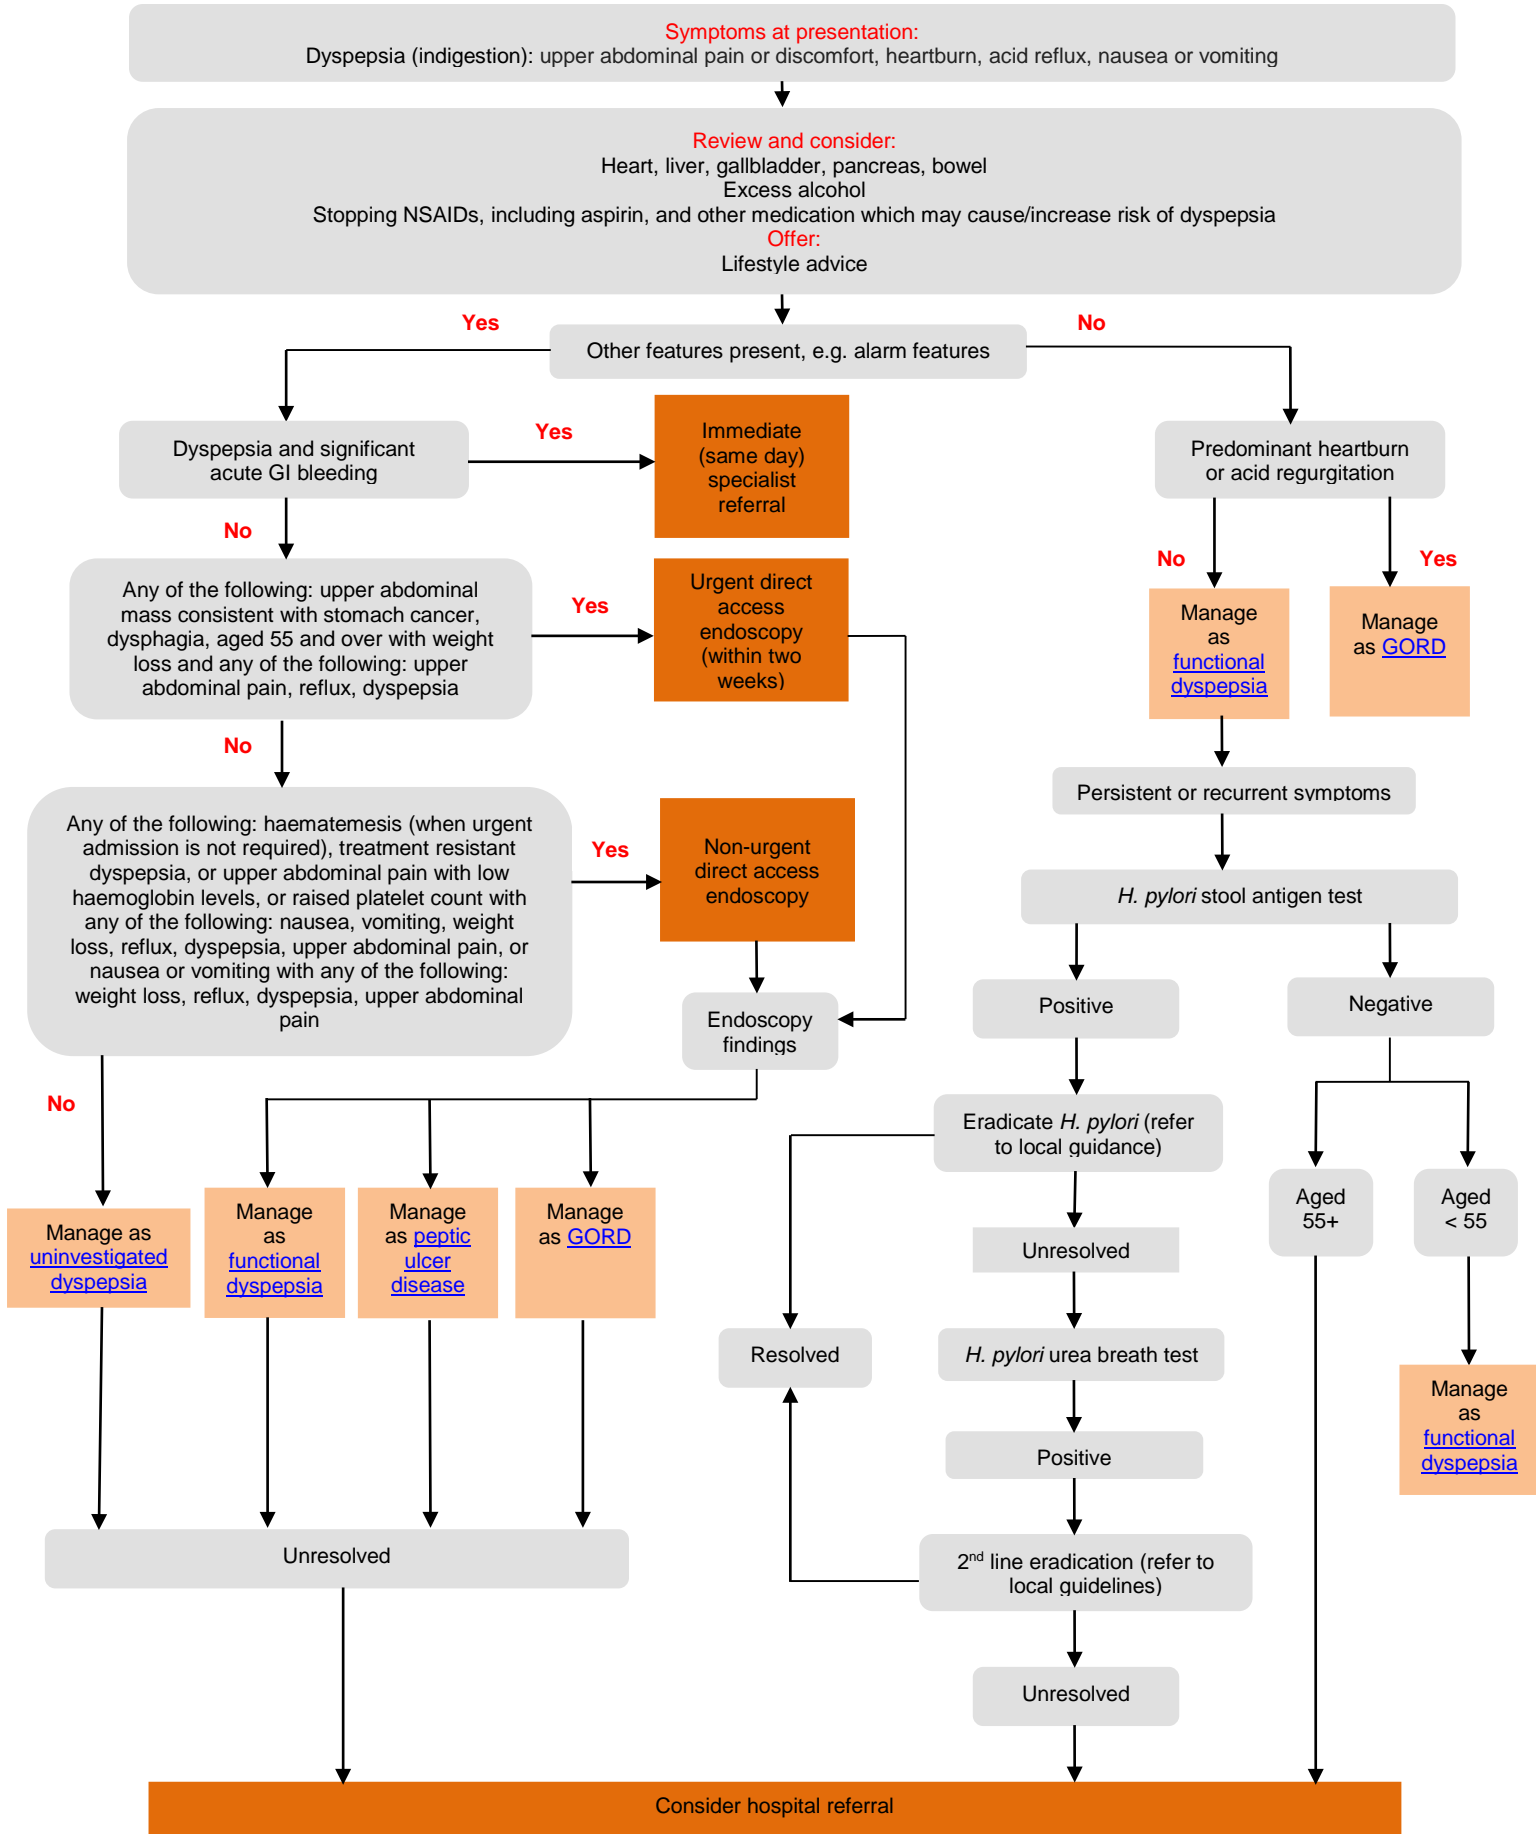 Symptoms at presentation:
Dyspepsia (indigestion): upper abdominal pain or discomfort, heartburn, acid reflux, nausea or vomiting
Review and consider:
Heart, liver, gallbladder, pancreas, bowel
Excess alcohol
Stopping NSAIDs, including aspirin, and other medication which may cause/increase risk of dyspepsia
Offer:
Lifestyle advice
Yes
No
Other features present, e.g. alarm features
Dyspepsia and significant
acute GI bleeding
Yes
Immediate
(same day)
specialist
referral
Predominant heartburn
or acid regurgitation
No
No
Yes
Any of the following: upper abdominal
mass consistent with stomach cancer,
dysphagia, aged 55 and over with weight
loss and any of the following: upper
abdominal pain, reflux, dyspepsia
Yes
Urgent direct
access
endoscopy
(within two
weeks)
Manage
as
functional
dyspepsia
Manage
as GORD
No
Persistent or recurrent symptoms
Any of the following: haematemesis (when urgent
admission is not required), treatment resistant
dyspepsia, or upper abdominal pain with low
haemoglobin levels, or raised platelet count with
any of the following: nausea, vomiting, weight
loss, reflux, dyspepsia, upper abdominal pain, or
nausea or vomiting with any of the following:
weight loss, reflux, dyspepsia, upper abdominal
pain
Yes
Non-urgent
direct access
endoscopy
H. pylori stool antigen test
Endoscopy
findings
Positive
Negative
No
Eradicate H. pylori (refer
to local guidance)
Manage as
uninvestigated
dyspepsia
Manage
as
functional
dyspepsia
Manage
as peptic
ulcer
disease
Manage
as GORD
Unresolved
Aged
55+
Aged
< 55
Resolved
H. pylori urea breath test
Manage
as
functional
dyspepsia
Positive
Unresolved
2nd line eradication (refer to
local guidelines)
Unresolved
Consider hospital referral